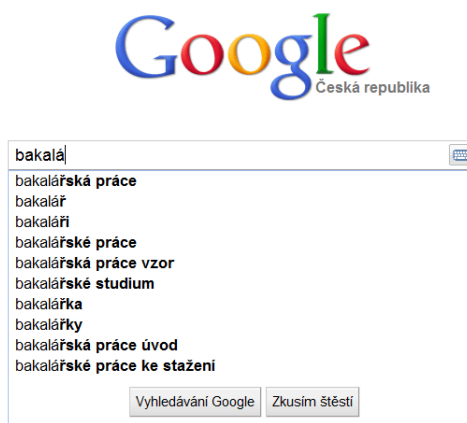 Google
Česká republika
bakalá
bakalářská práce
bakalář
bakaláři
bakalářské práce
bakalářská práce vzor
bakalářské studium
bakalářka
bakalářky
bakalářská práce úvod
bakalářské práce ke stažení
Vyhledávání Google Zkusím štěstí